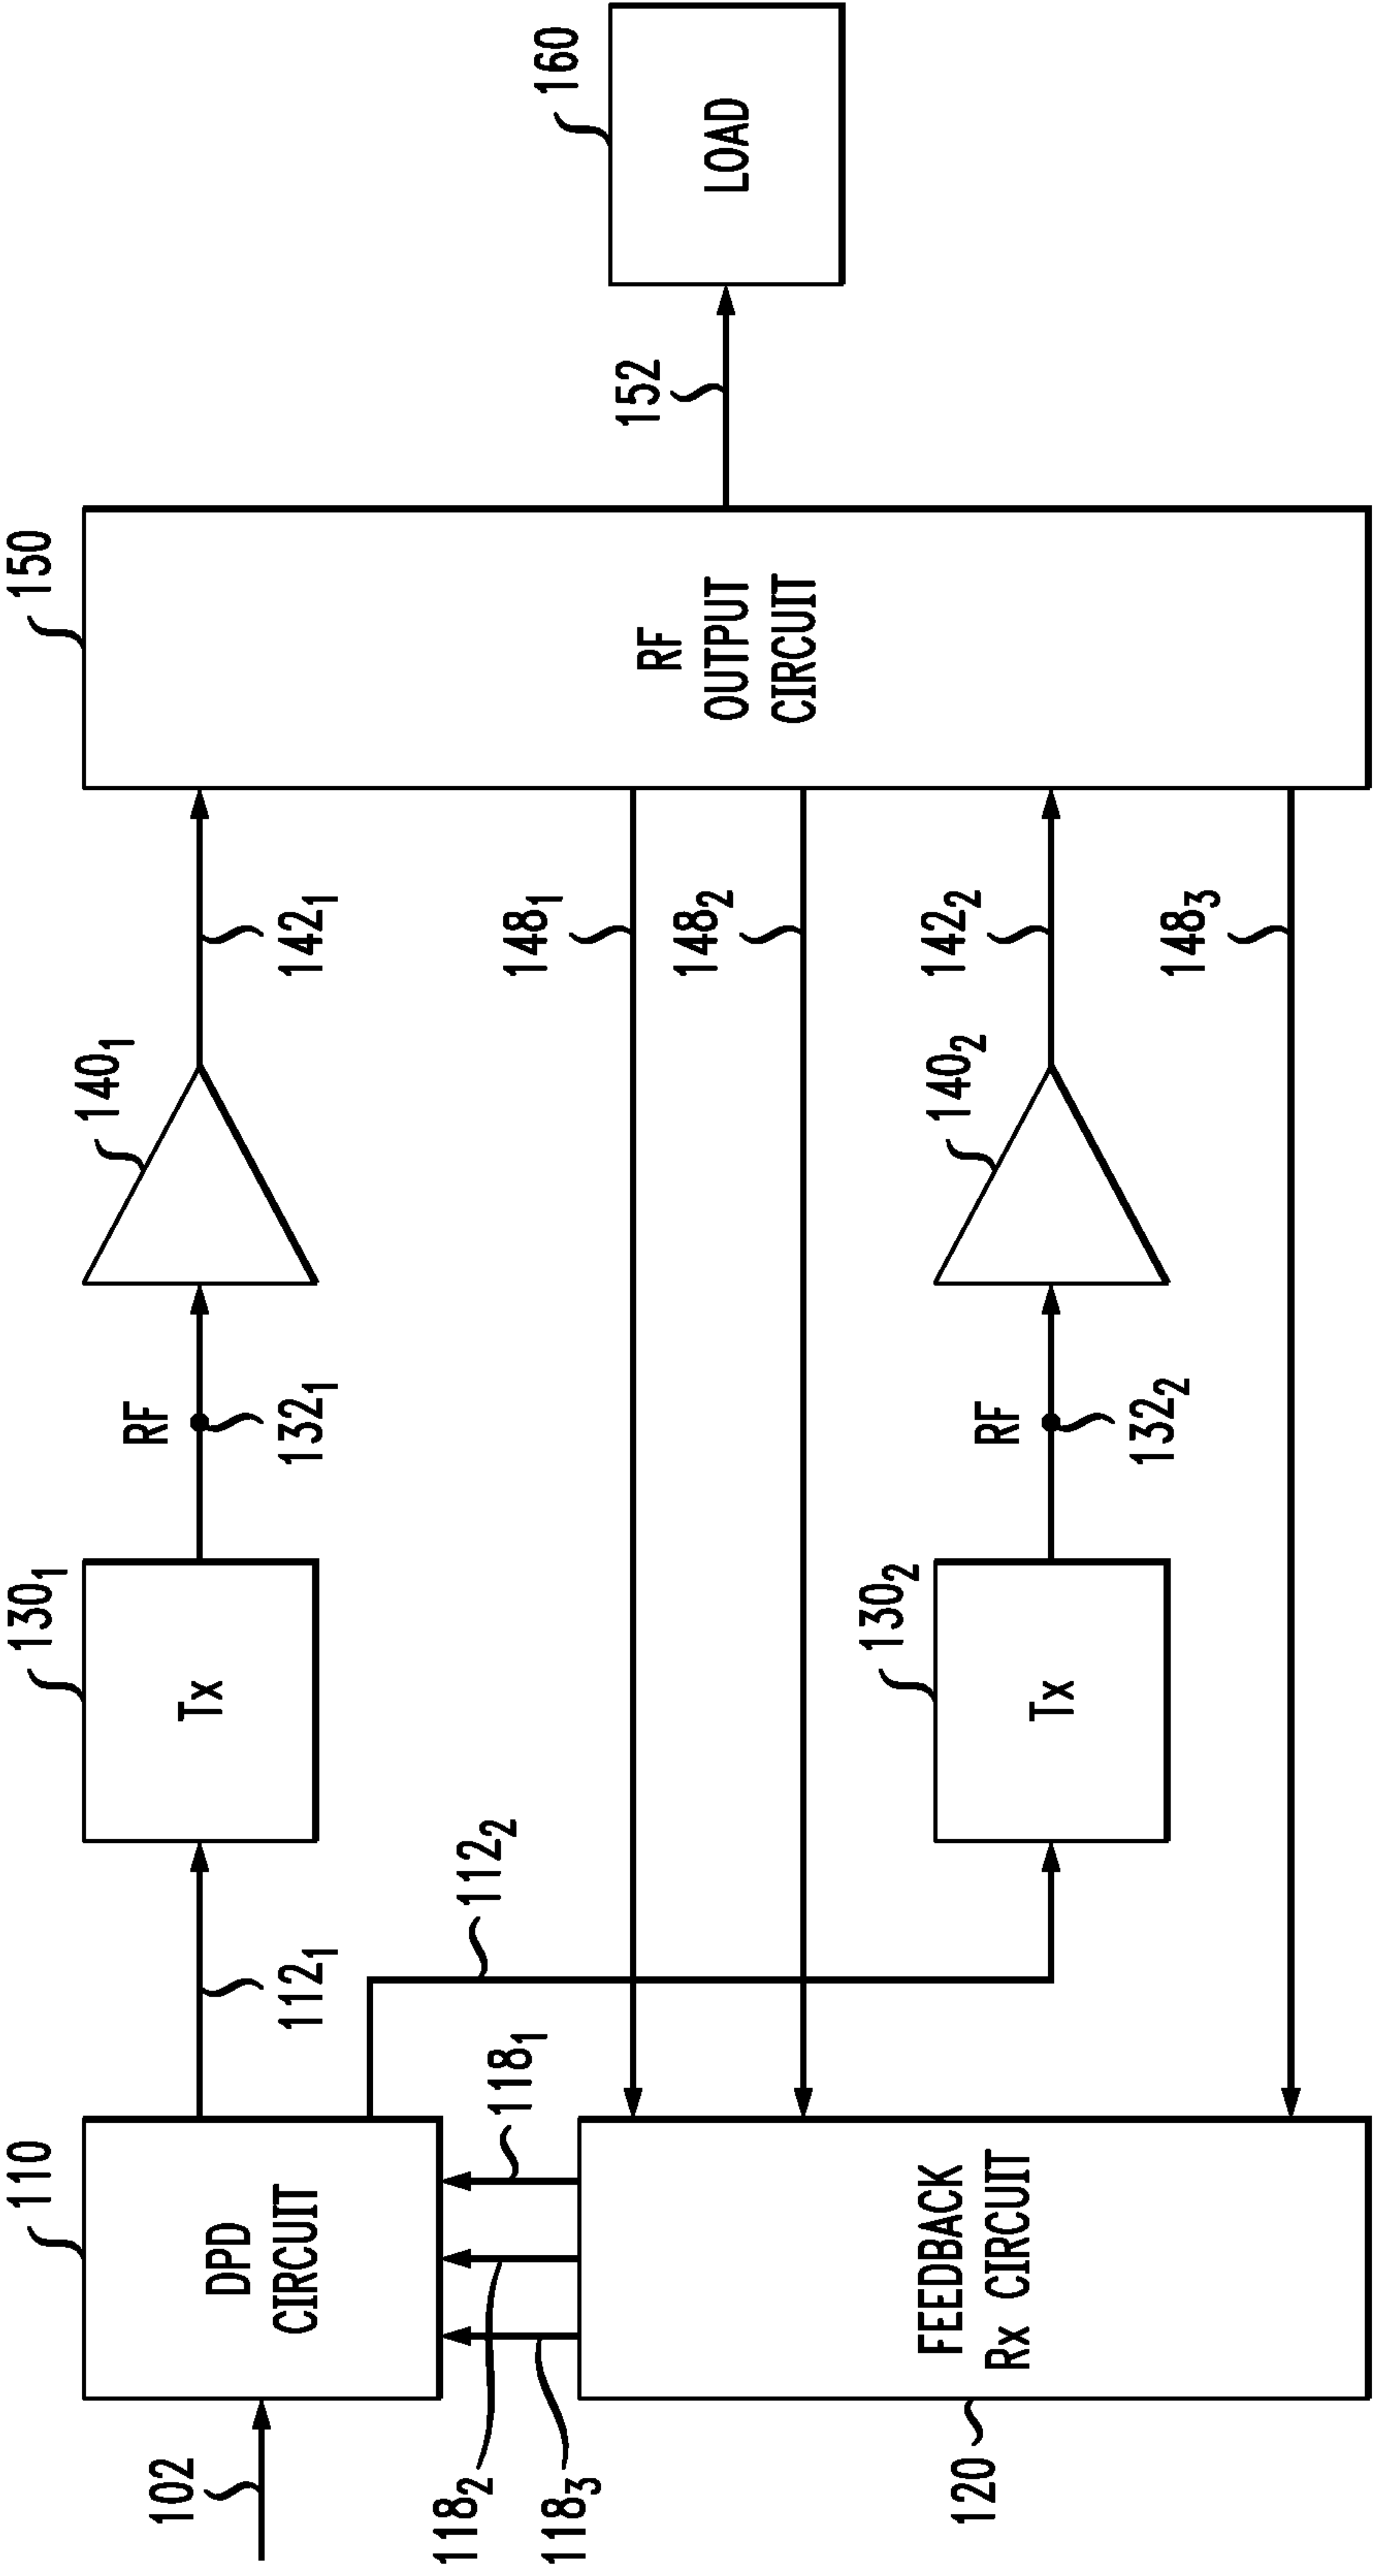 110
102
DPD
CIRCUIT
112₁
130₁
Tx
RF
132₁
140₁
142₁
150
RF
OUTPUT
CIRCUIT
152
160
LOAD
112₂
118₁
118₂
118₃
148₁
148₂
120
FEEDBACK
Rx CIRCUIT
130₂
Tx
RF
132₂
140₂
142₂
148₃